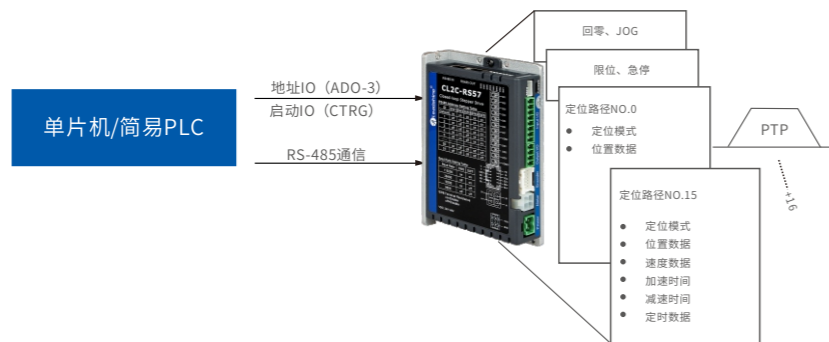 回零、JOG
限位、急停
CL2C-RS57
Closed-loop Stepper Drive
地址IO（ADO-3）
启动IO（CTRG）
单片机/简易PLC
RS-485通信
定位路径NO.0
定位模式
位置数据
PTP
+16
定位路径NO.15
定位模式
位置数据
速度数据
加速时间
减速时间
定时数据